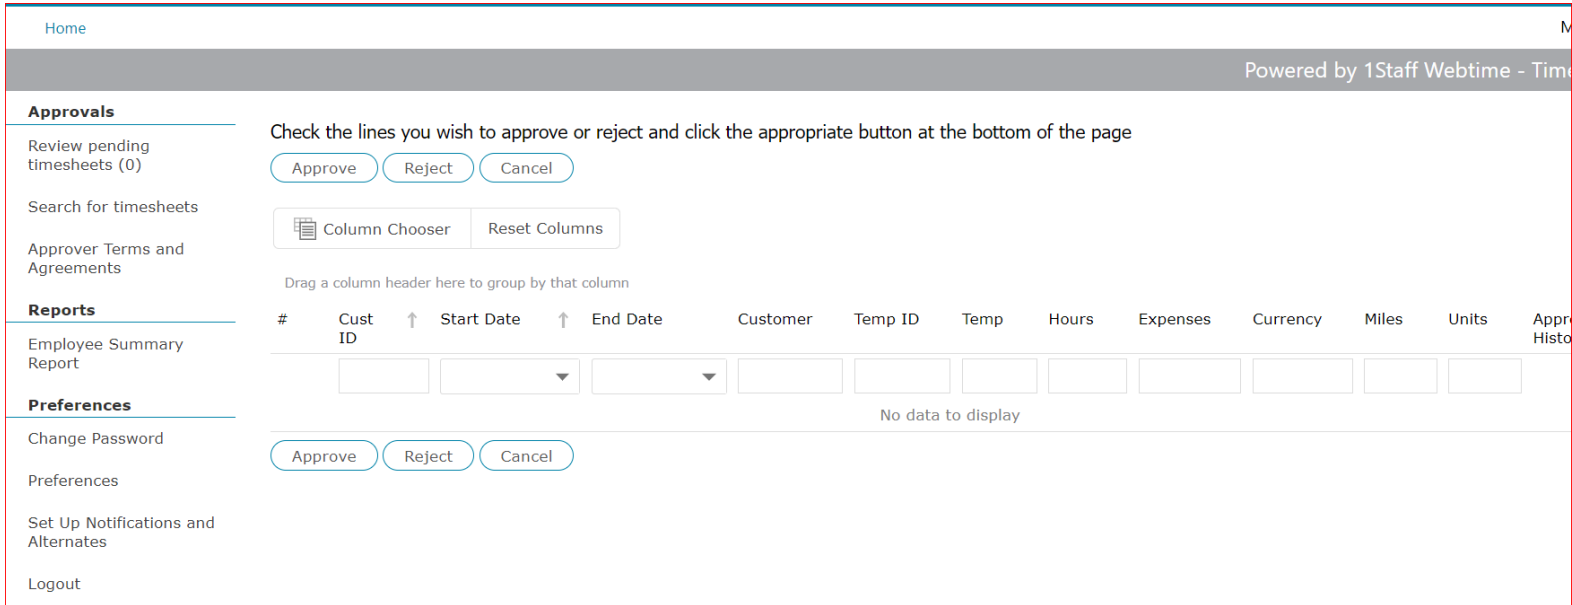 Home
Powered by 1Staff Webtime -
Approvals
Review pending
timesheets (0)
Search for timesheets
Approver Terms and
Agreements
Reports
Employee Summary
Report
Preferences
Change Password
Preferences
Set Up Notifications and
Alternates
Logout
Check the lines you wish to approve or reject and click the appropriate button at the bottom of the page
Approve Reject Cancel
Column Chooser Reset Columns
Drag a column header here to group by that column
# Cust ID ↑ Start Date ↑ End Date Customer Temp ID Temp Hours Expenses Currency Miles Units
No data to display
Approve Reject Cancel